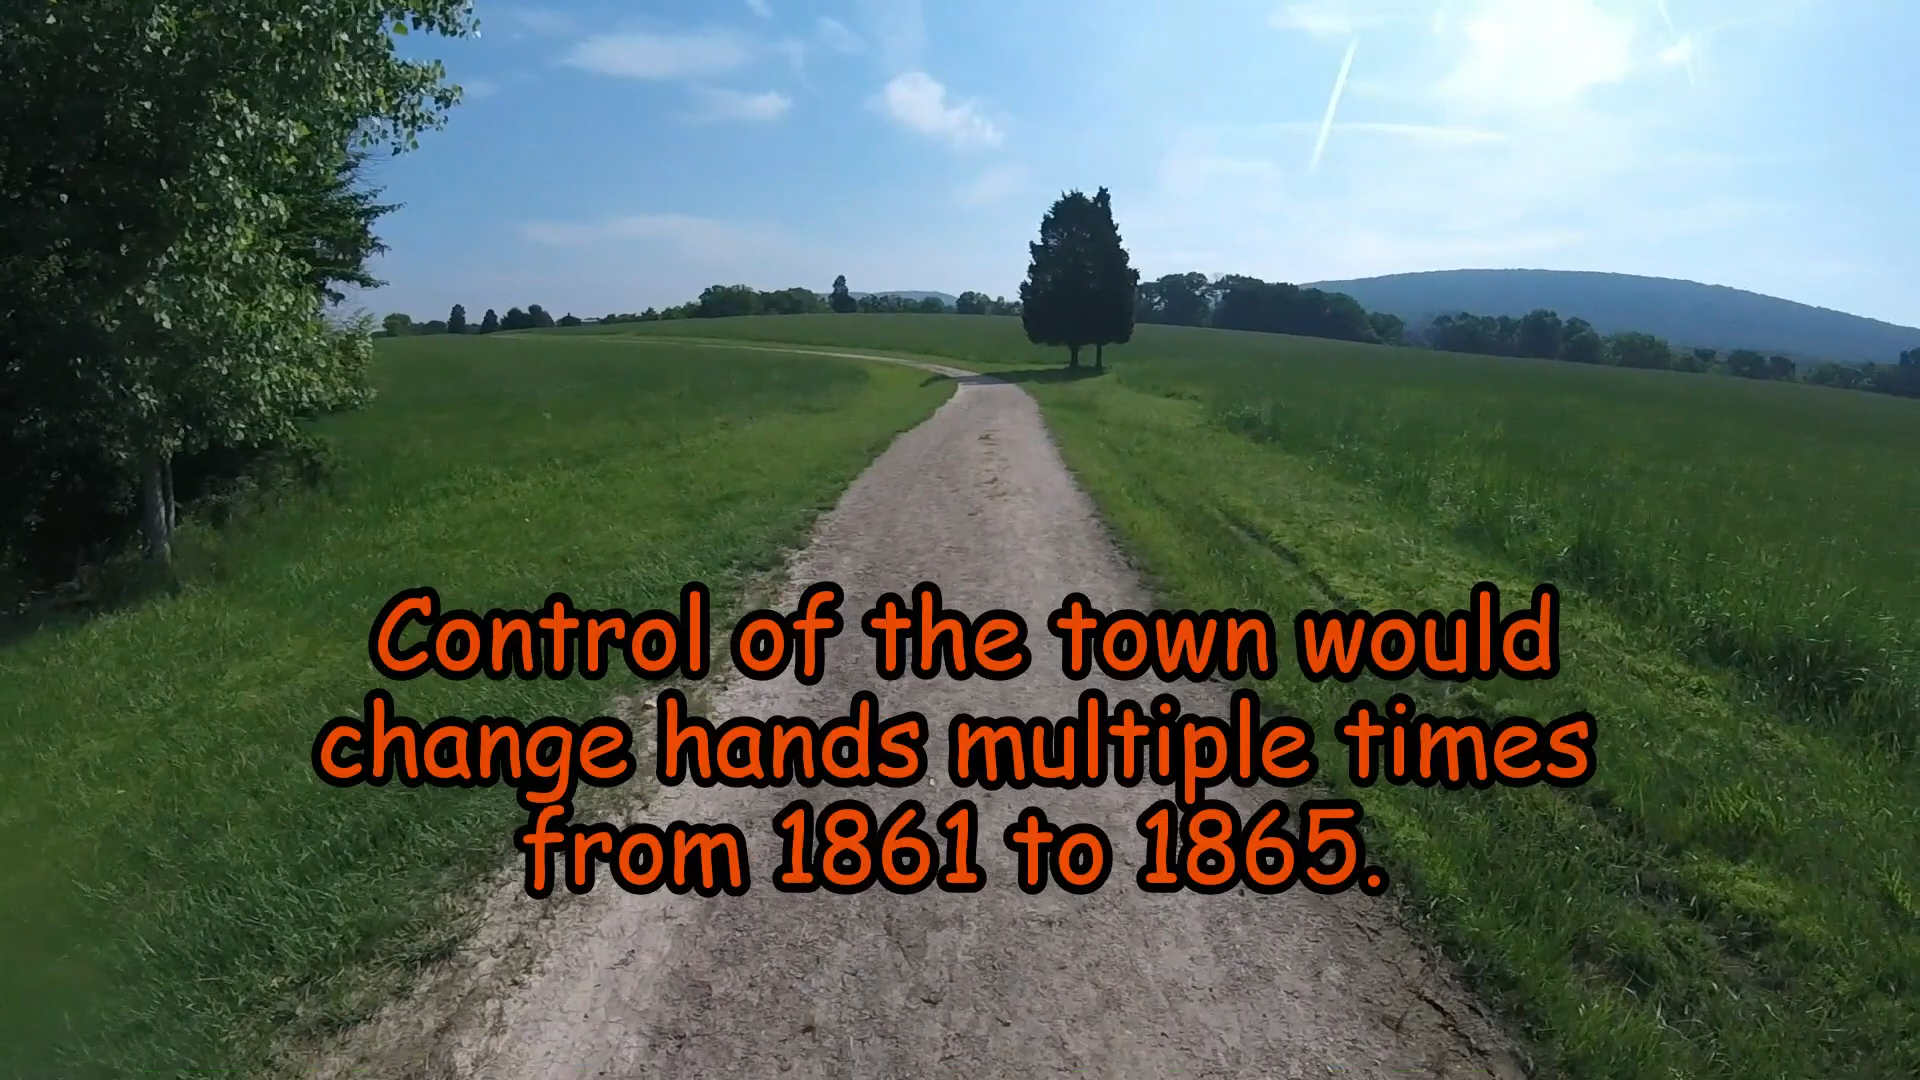 Control of the town would
change hands multiple times
from 1861 to 1865.